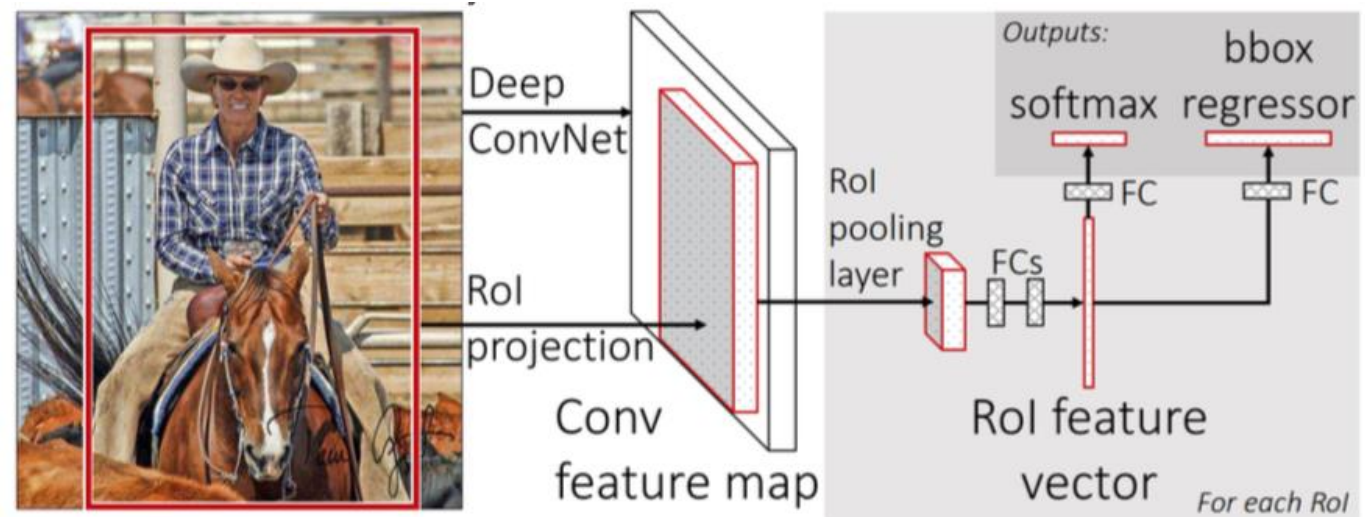 Deep
ConvNet
RoI
projection
Conv
feature map
RoI
pooling
layer
FCs
RoI feature
vector
For each RoI
Outputs:
softmax
bbox
regressor
FC
FC